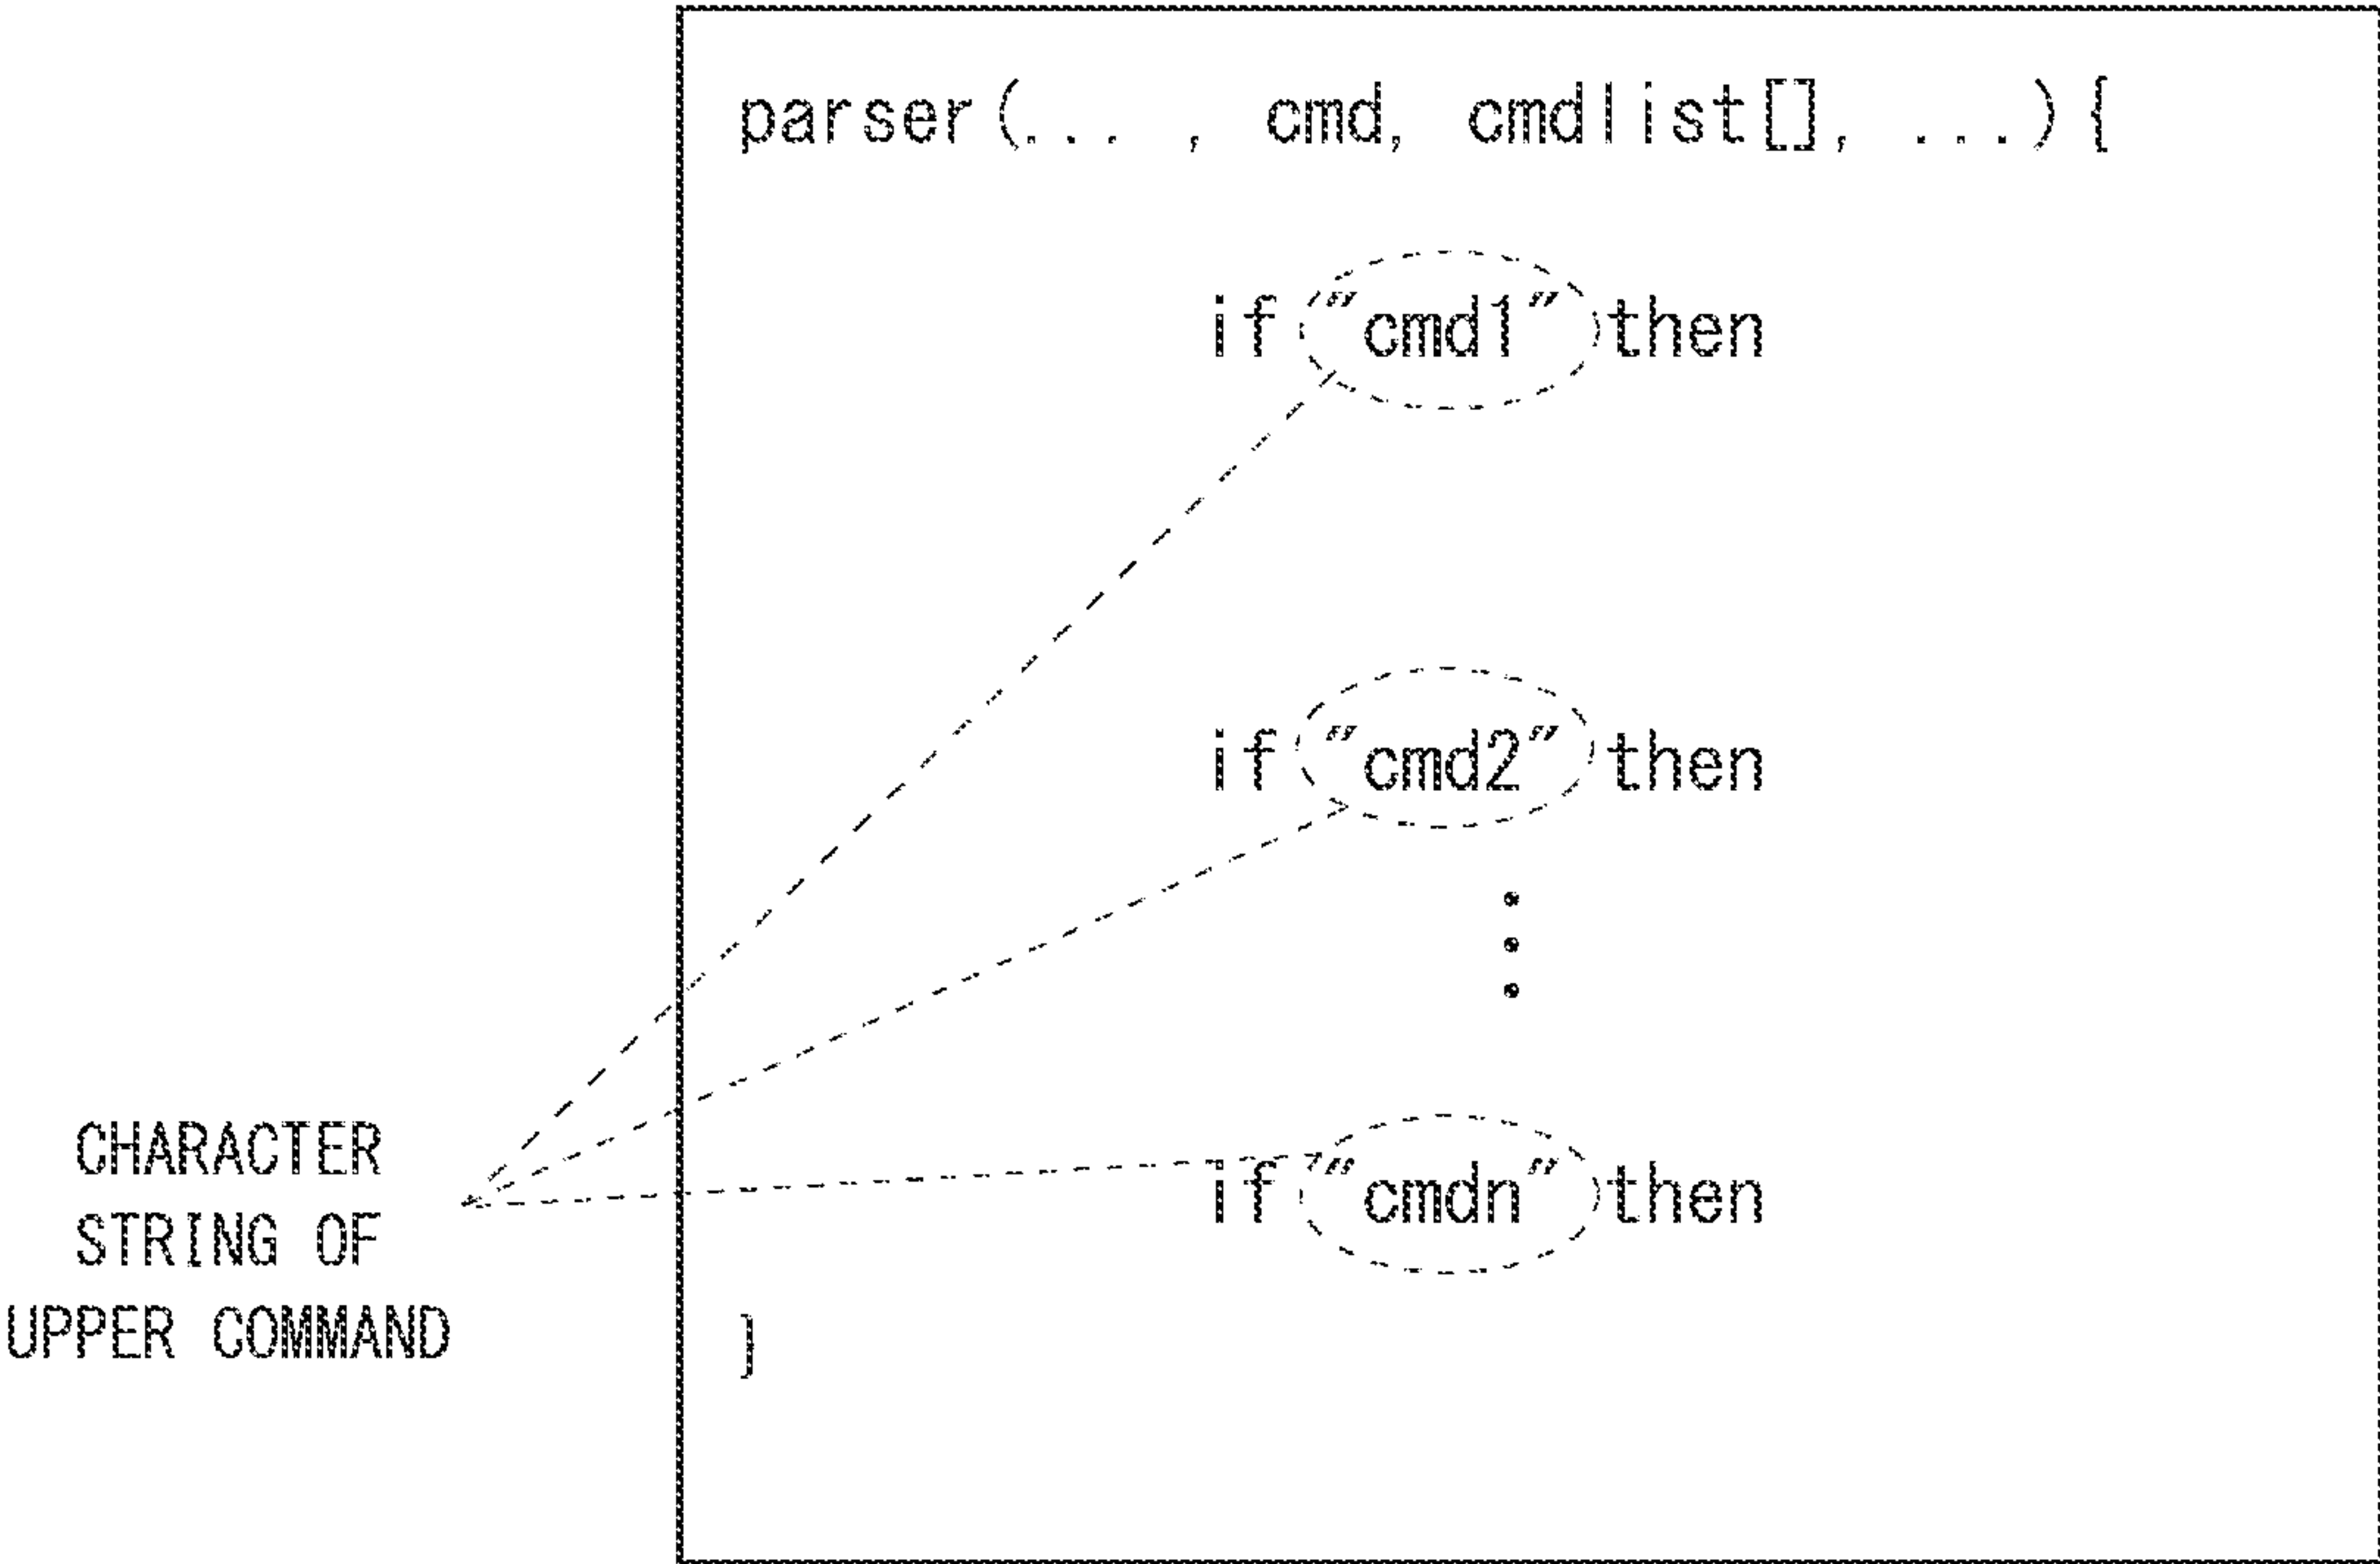 parser(... , cmd, cmdlist[], ...){
if "cmd1" then
if "cmd2" then
if "cmdn" then
}
CHARACTER
STRING OF
UPPER COMMAND